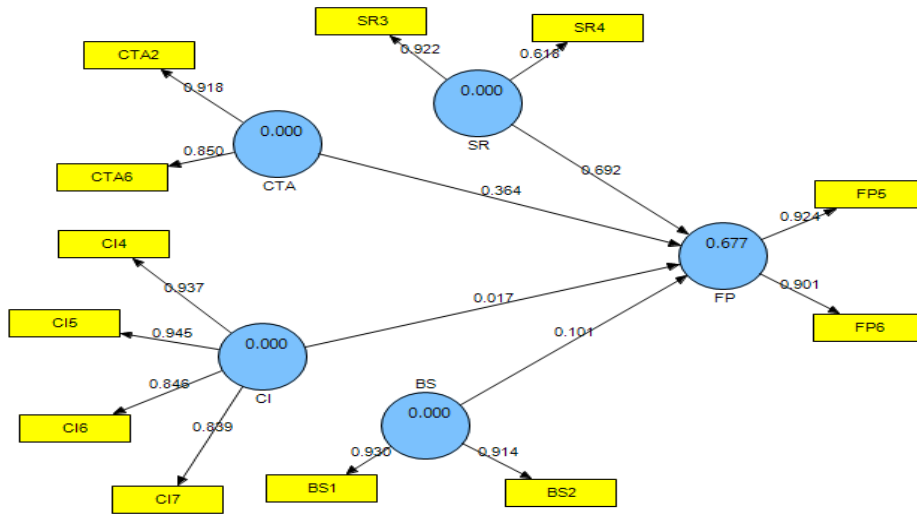 SR3
SR4
0.922
0.618
CTA2
0.918
0.000
SR
0.000
CTA
0.850
CTA6
0.692
0.364
FP5
0.924
0.677
FP
0.901
FP6
CI4
0.937
0.017
CI5
0.945
0.000
CI
0.101
0.846
CI6
0.839
CI7
BS
0.000
0.930
0.914
BS1
BS2